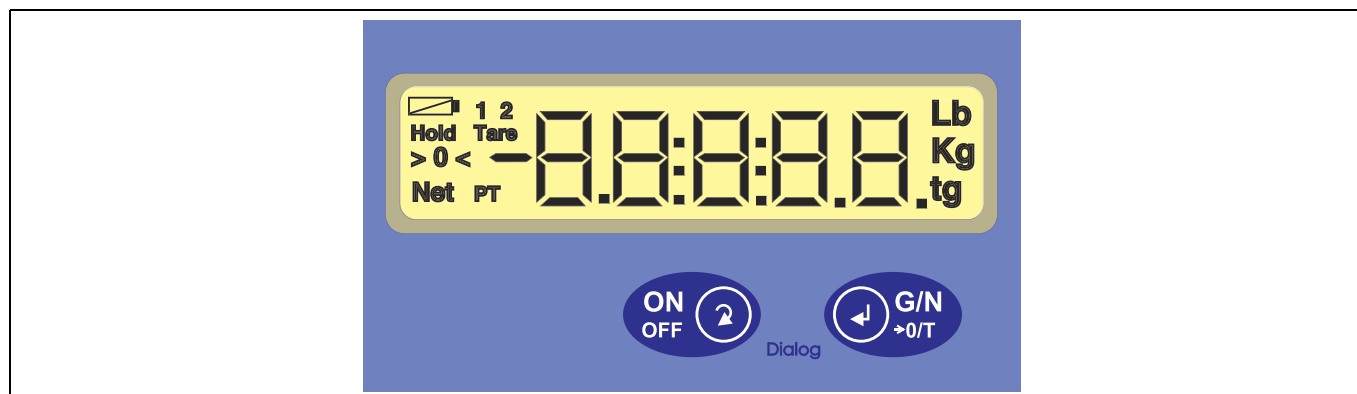 1 2
Hold Tare
> 0 <
Net PT
-8.8:8:8.8.
Lb
Kg
tg
ON
OFF
G/N
→0/T
Dialog